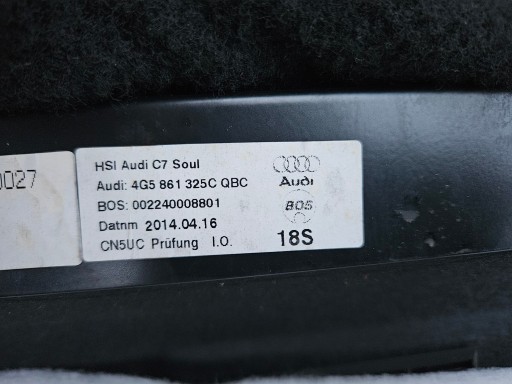 0027
HSI Audi C7 Soul
Audi: 4G5 861 325C QBC
BOS: 002240008801
Datnm 2014.04.16
CN5UC Prüfung I.O.
Audi
BOS
18S